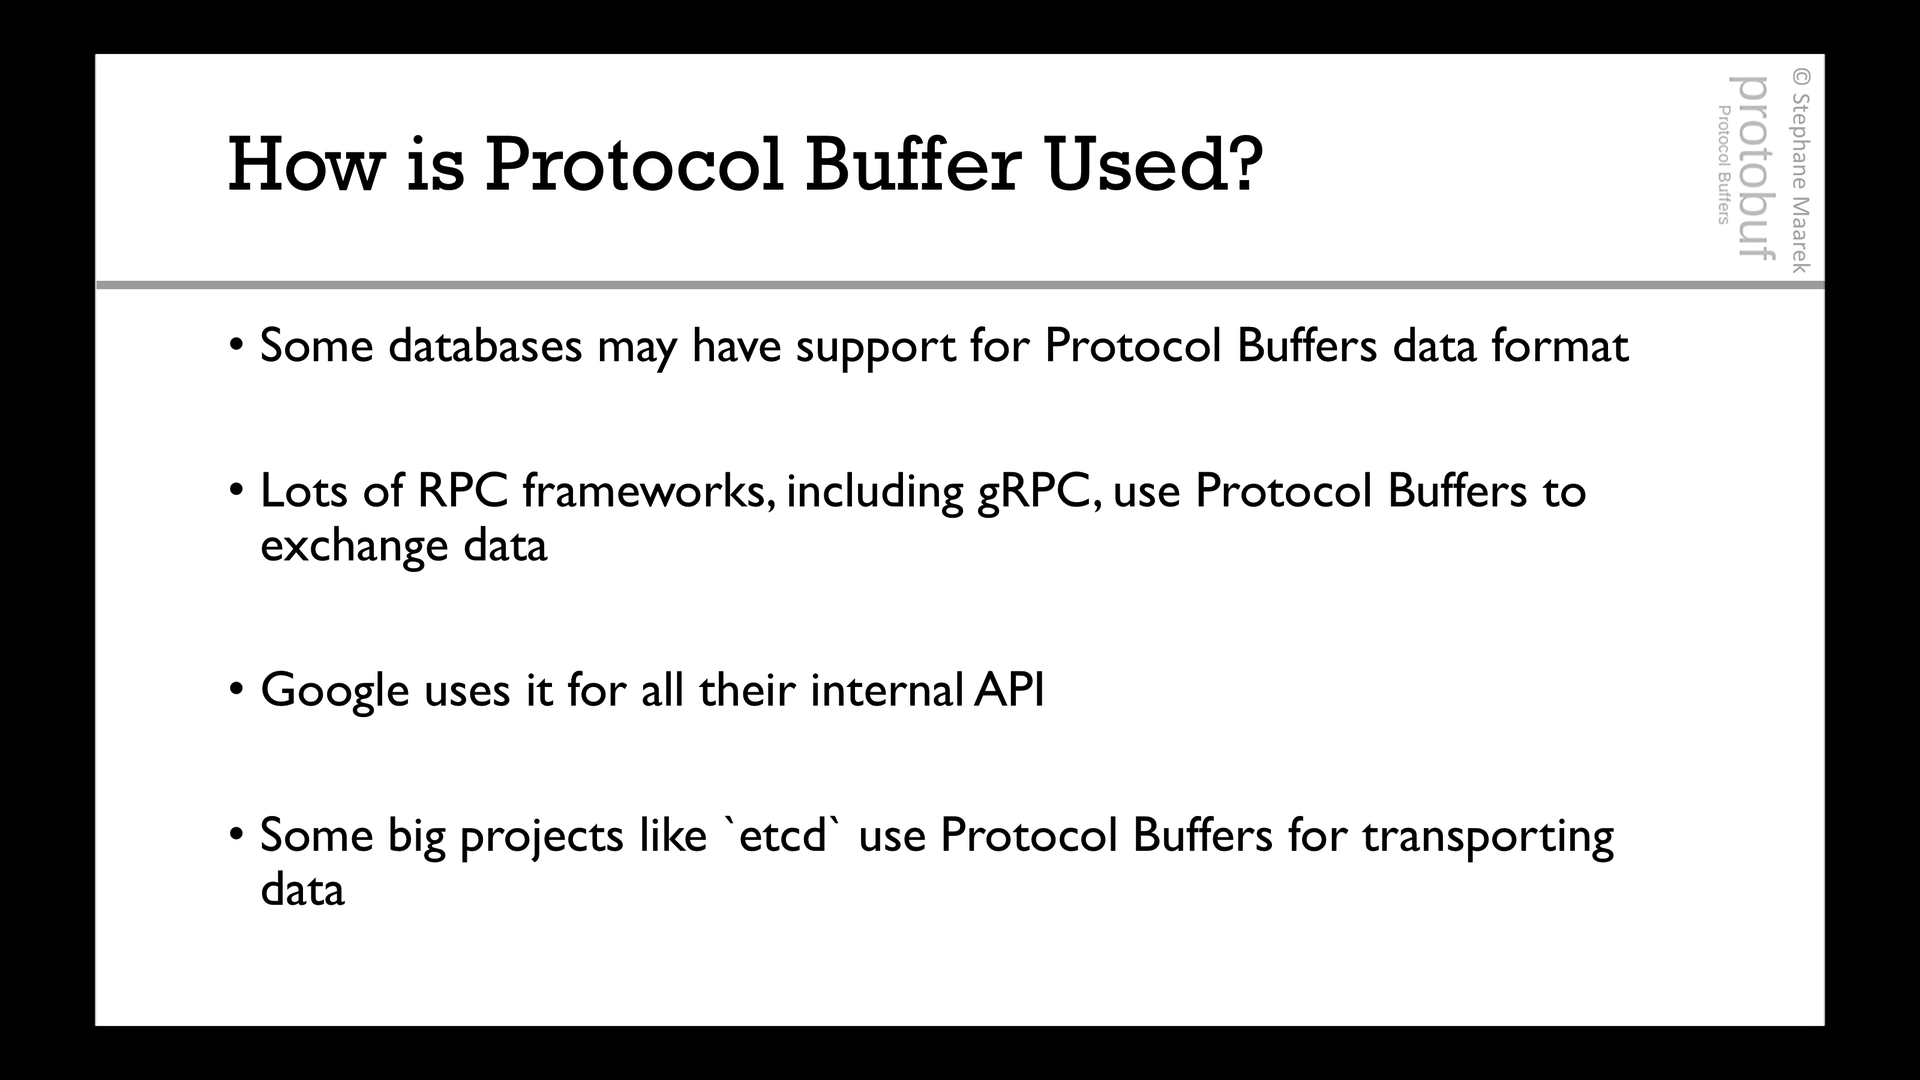 How is Protocol Buffer Used?
© Stephane Maarek
protobuf
Protocol Buffers
• Some databases may have support for Protocol Buffers data format
• Lots of RPC frameworks, including gRPC, use Protocol Buffers to
exchange data
• Google uses it for all their internal API
• Some big projects like `etcd` use Protocol Buffers for transporting
data